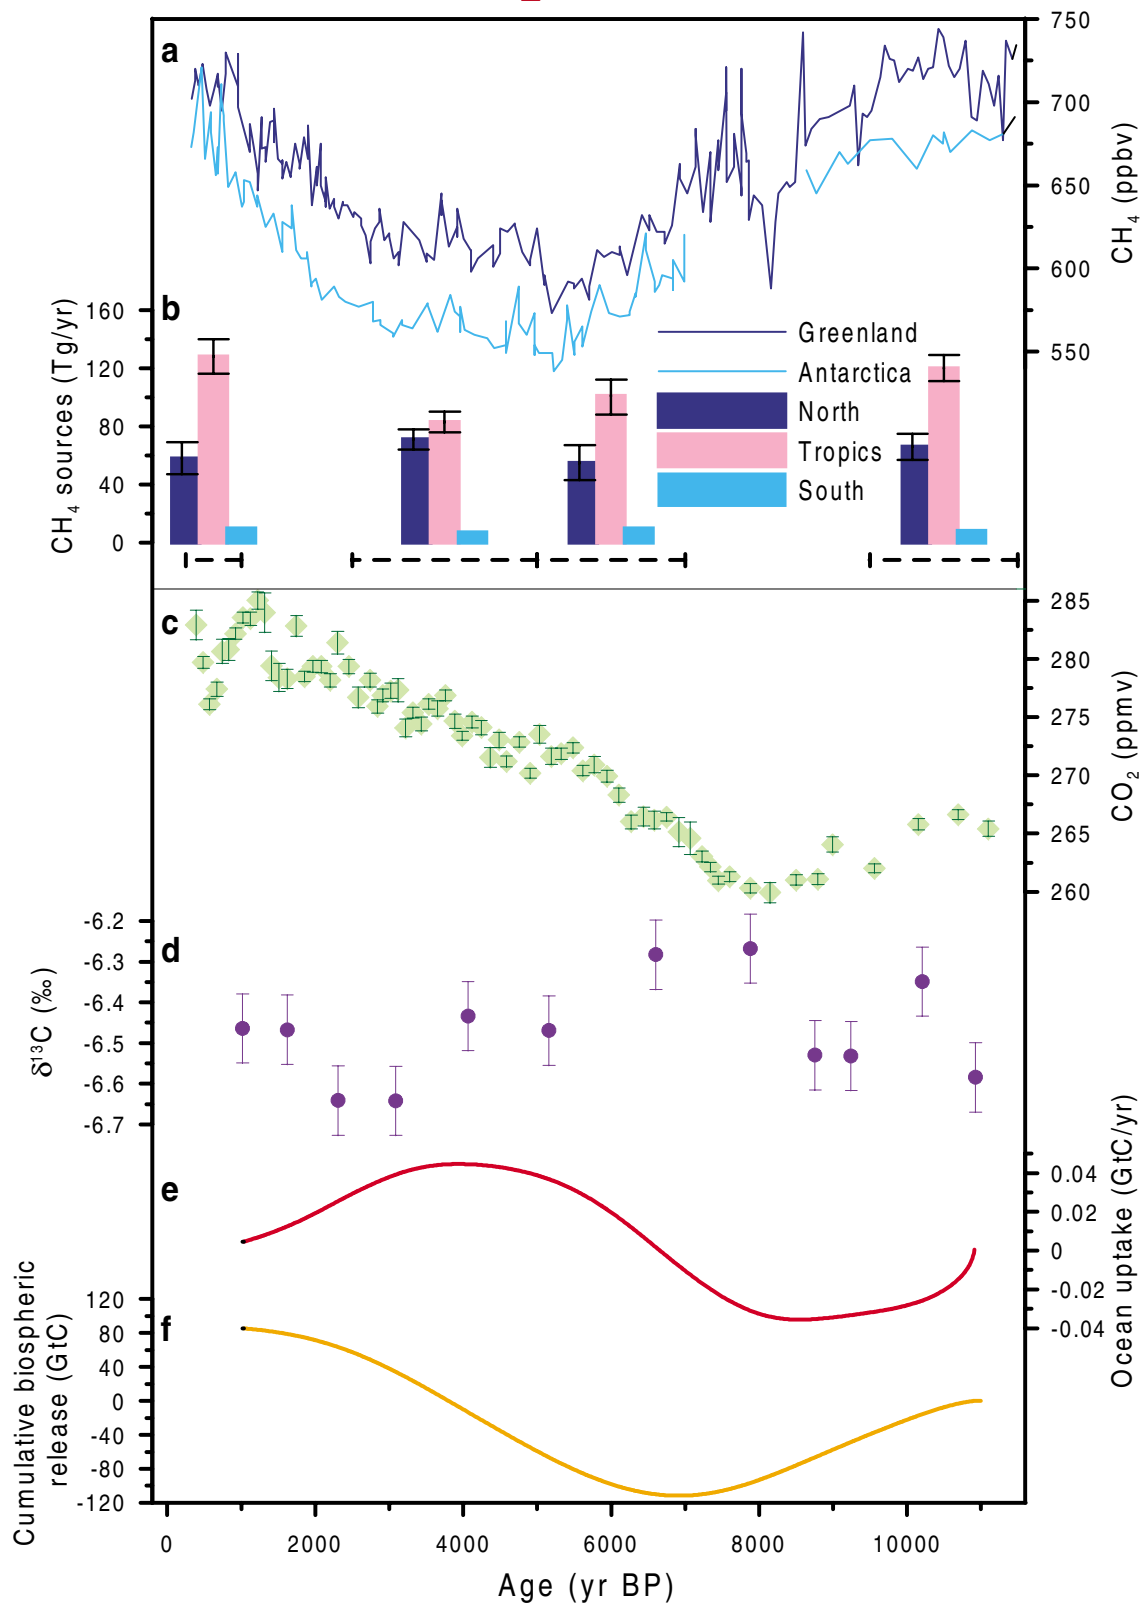 a
750
700
650
600
550
CH₄ (ppbv)
b
160
120
80
40
0
CH₄ sources (Tg/yr)
Greenland
Antarctica
North
Tropics
South
c
285
280
275
270
265
260
CO₂ (ppmv)
d
-6.2
-6.3
-6.4
-6.5
-6.6
-6.7
δ¹³C (‰)
e
0.04
0.02
0
-0.02
-0.04
Ocean uptake (GtC/yr)
f
120
80
40
0
-40
-80
-120
Cumulative biospheric
release (GtC)
0 2000 4000 6000 8000 10000
Age (yr BP)